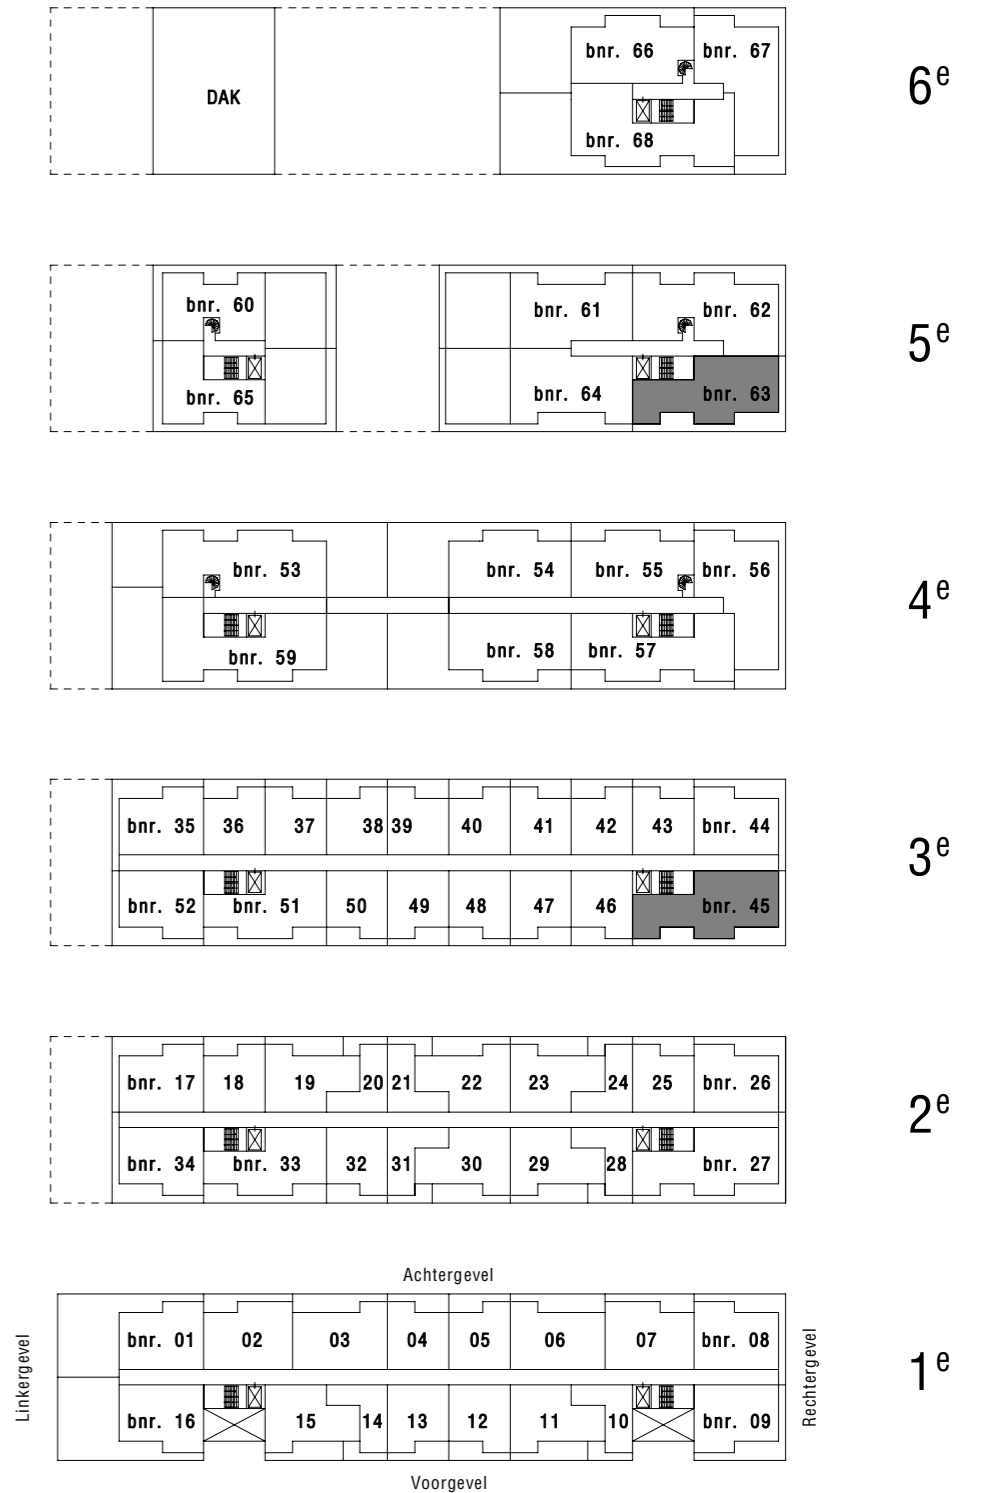 bnr. 66 bnr. 67 6e
DAK
bnr. 68
bnr. 60 bnr. 61 bnr. 62 5e
bnr. 65 bnr. 64 bnr. 63
bnr. 53 bnr. 54 bnr. 55 bnr. 56 4e
bnr. 59 bnr. 58 bnr. 57
bnr. 35 36 37 38 39 40 41 42 43 bnr. 44 3e
bnr. 52 bnr. 51 50 49 48 47 46 bnr. 45
bnr. 17 18 19 20 21 22 23 24 25 bnr. 26 2e
bnr. 34 bnr. 33 32 31 30 29 28 bnr. 27
Achtergevel
bnr. 01 02 03 04 05 06 07 bnr. 08 1e
Linkergevel
Rechtergevel
bnr. 16 15 14 13 12 11 10 bnr. 09
Voorgevel